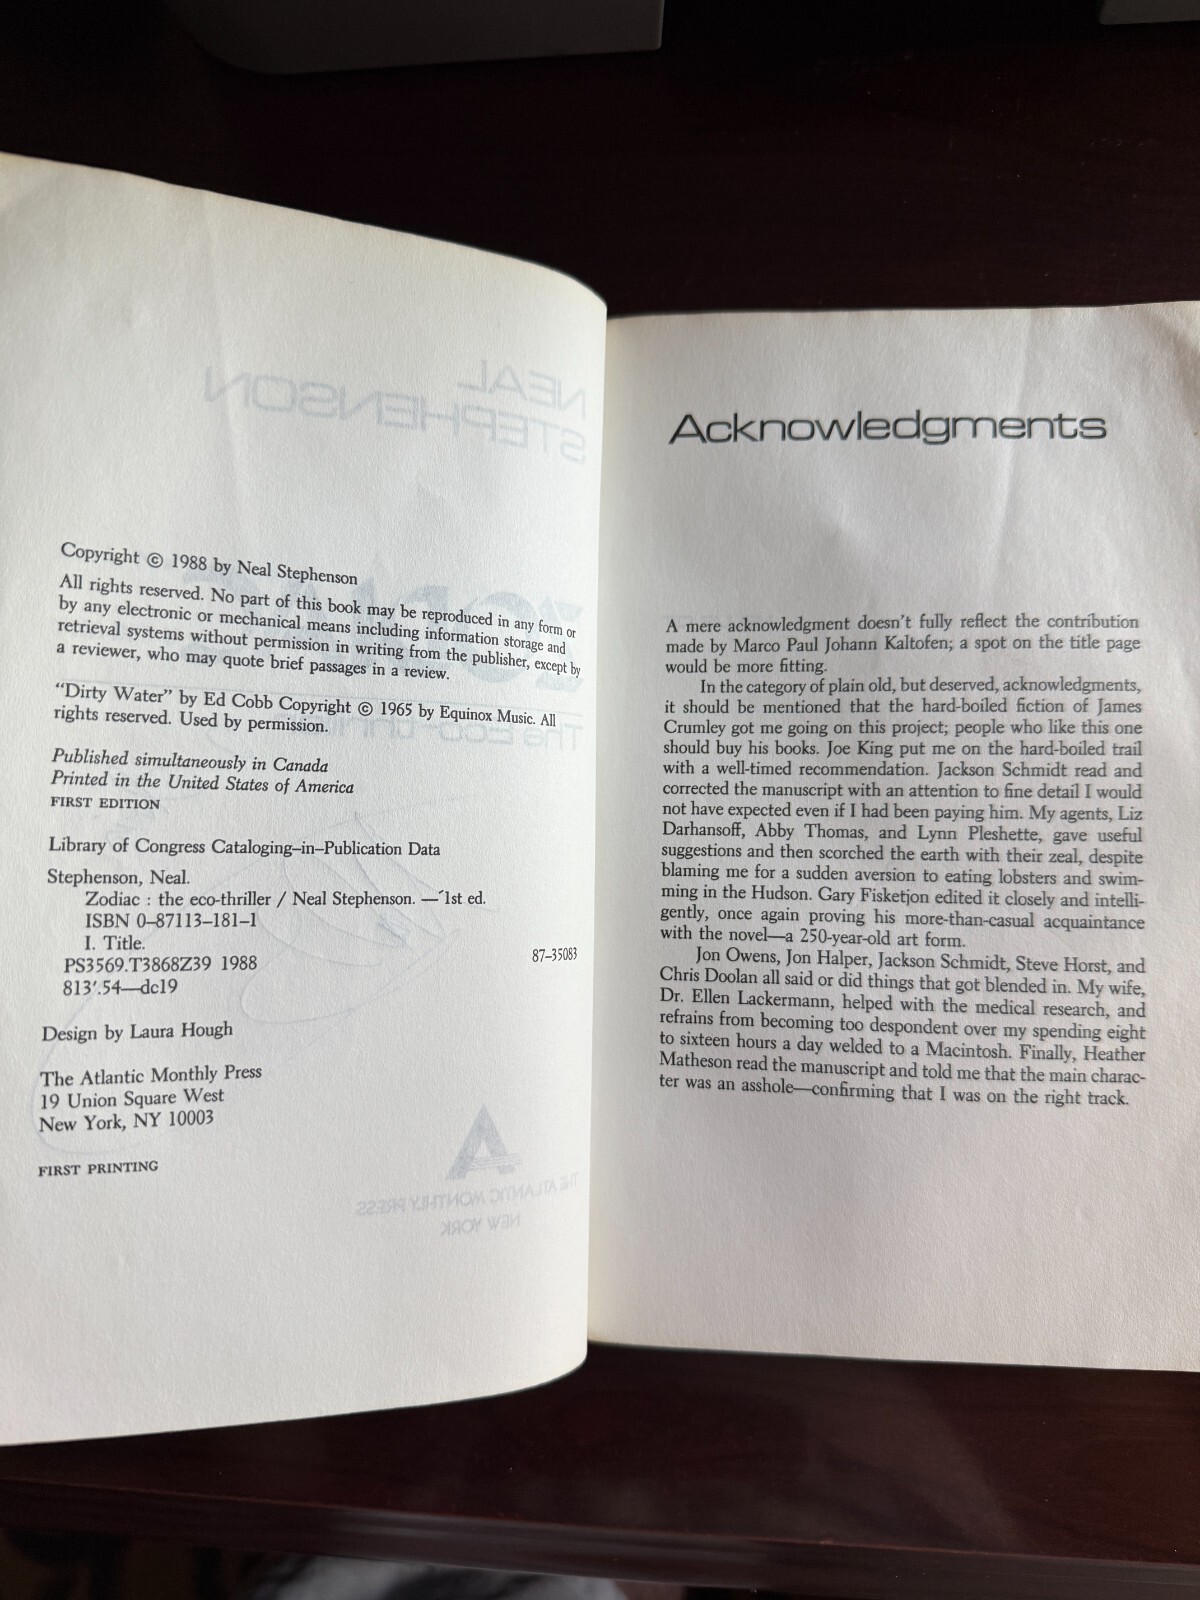 Copyright © 1988 by Neal Stephenson
All rights reserved. No part of this book may be reproduced in any form or
by any electronic or mechanical means including information storage and
retrieval systems without permission in writing from the publisher, except by
a reviewer, who may quote brief passages in a review.
"Dirty Water" by Ed Cobb Copyright © 1965 by Equinox Music. All
rights reserved. Used by permission.
Published simultaneously in Canada
Printed in the United States of America
FIRST EDITION
Library of Congress Cataloging–in–Publication Data
Stephenson, Neal.
Zodiac : the eco-thriller / Neal Stephenson. —1st ed.
ISBN 0–87113–181–1
I. Title.
PS3569.T3868Z39 1988
813'.54—dc19
87–35083
Design by Laura Hough
The Atlantic Monthly Press
19 Union Square West
New York, NY 10003
FIRST PRINTING
NEAL
STEPHENSON
THE ATLANTIC MONTHLY PRESS
NEW YORK
Acknowledgments
A mere acknowledgment doesn't fully reflect the contribution
made by Marco Paul Johann Kaltofen; a spot on the title page
would be more fitting.
In the category of plain old, but deserved, acknowledgments,
it should be mentioned that the hard-boiled fiction of James
Crumley got me going on this project; people who like this one
should buy his books. Joe King put me on the hard-boiled trail
with a well-timed recommendation. Jackson Schmidt read and
corrected the manuscript with an attention to fine detail I would
not have expected even if I had been paying him. My agents, Liz
Darhansoff, Abby Thomas, and Lynn Pleshette, gave useful
suggestions and then scorched the earth with their zeal, despite
blaming me for a sudden aversion to eating lobsters and swim-
ming in the Hudson. Gary Fisketjon edited it closely and intelli-
gently, once again proving his more-than-casual acquaintance
with the novel—a 250-year-old art form.
Jon Owens, Jon Halper, Jackson Schmidt, Steve Horst, and
Chris Doolan all said or did things that got blended in. My wife,
Dr. Ellen Lackermann, helped with the medical research, and
refrains from becoming too despondent over my spending eight
to sixteen hours a day welded to a Macintosh. Finally, Heather
Matheson read the manuscript and told me that the main charac-
ter was an asshole—confirming that I was on the right track.